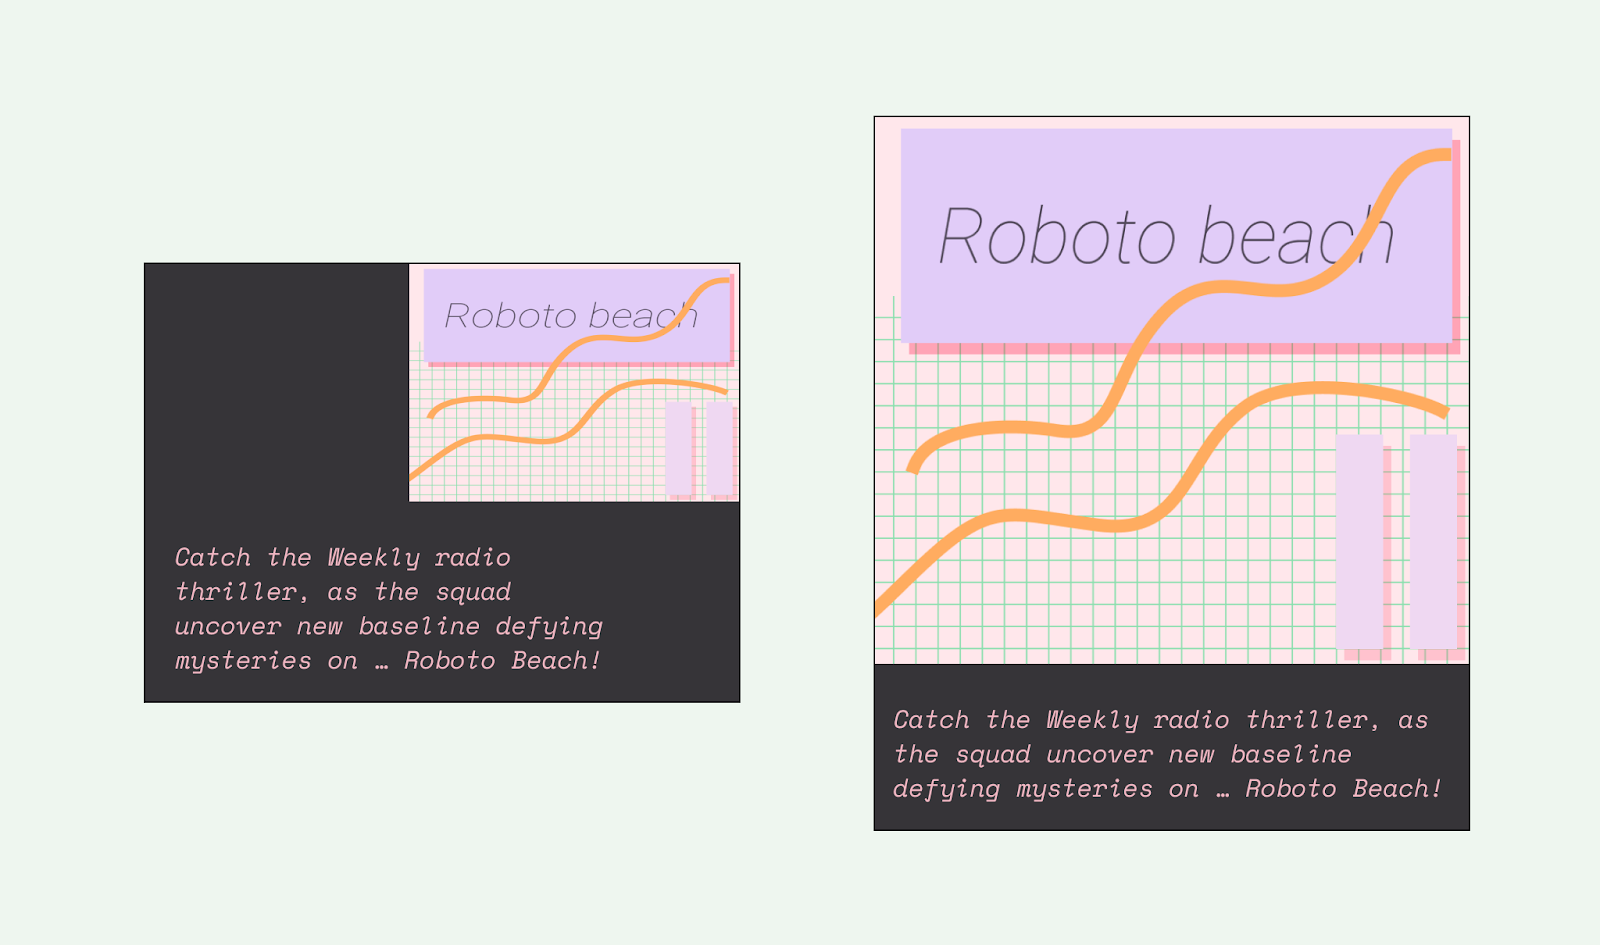 Roboto beach
Catch the Weekly radio
thriller, as the squad
uncover new baseline defying
mysteries on … Roboto Beach!
Roboto beach
Catch the Weekly radio thriller, as
the squad uncover new baseline
defying mysteries on … Roboto Beach!